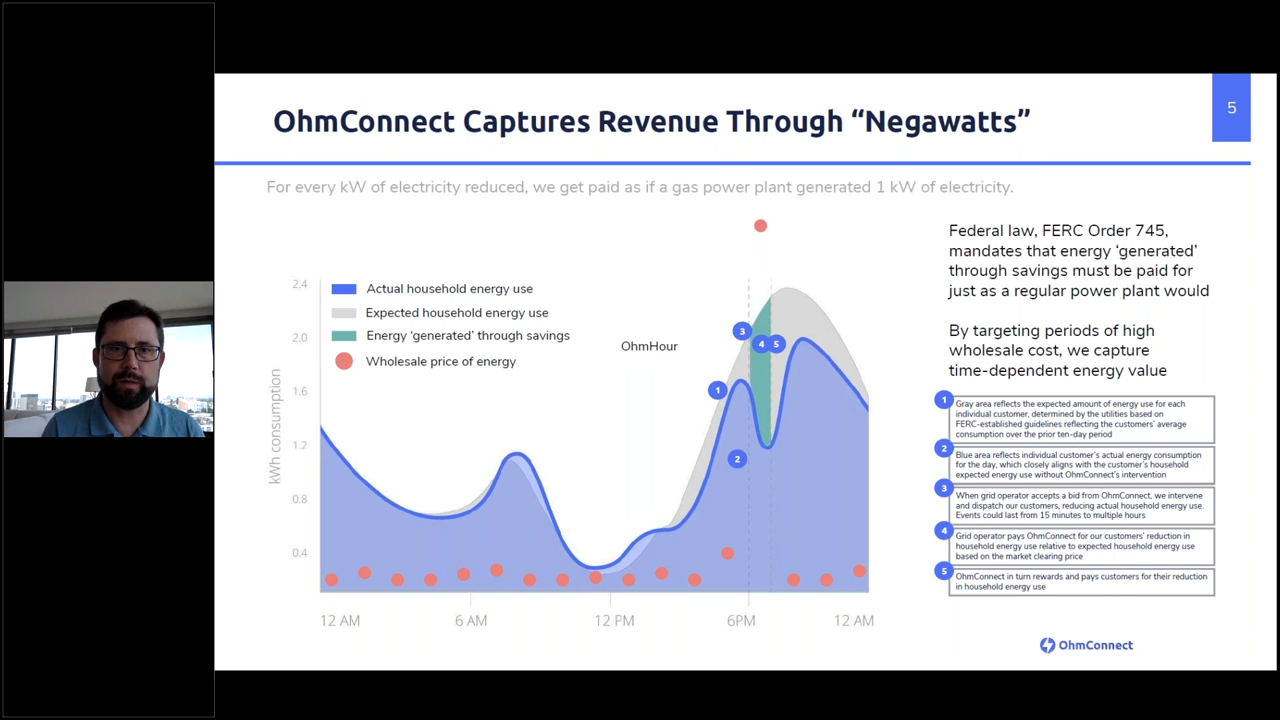 OhmConnect Captures Revenue Through “Negawatts”
5
For every kW of electricity reduced, we get paid as if a gas power plant generated 1 kW of electricity.
2.4
2.0
1.6
1.2
0.8
0.4
kWh consumption
Actual household energy use
Expected household energy use
Energy ‘generated’ through savings
Wholesale price of energy
OhmHour
1
2
3
4
5
12 AM
6 AM
12 PM
6PM
12 AM
Federal law, FERC Order 745,
mandates that energy ‘generated’
through savings must be paid for
just as a regular power plant would
By targeting periods of high
wholesale cost, we capture
time-dependent energy value
1
Gray area reflects the expected amount of energy use for each
individual customer, determined by the utilities based on
FERC-established guidelines reflecting the customers’ average
consumption over the prior ten-day period
2
Blue area reflects individual customer’s actual energy consumption
for the day, which closely aligns with the customer’s household
expected energy use without OhmConnect’s intervention
3
When grid operator accepts a bid from OhmConnect, we intervene
and dispatch our customers, reducing actual household energy use.
Events could last from 15 minutes to multiple hours
4
Grid operator pays OhmConnect for our customers’ reduction in
household energy use relative to expected household energy use
based on the market clearing price
5
OhmConnect in turn rewards and pays customers for their reduction
in household energy use
OhmConnect